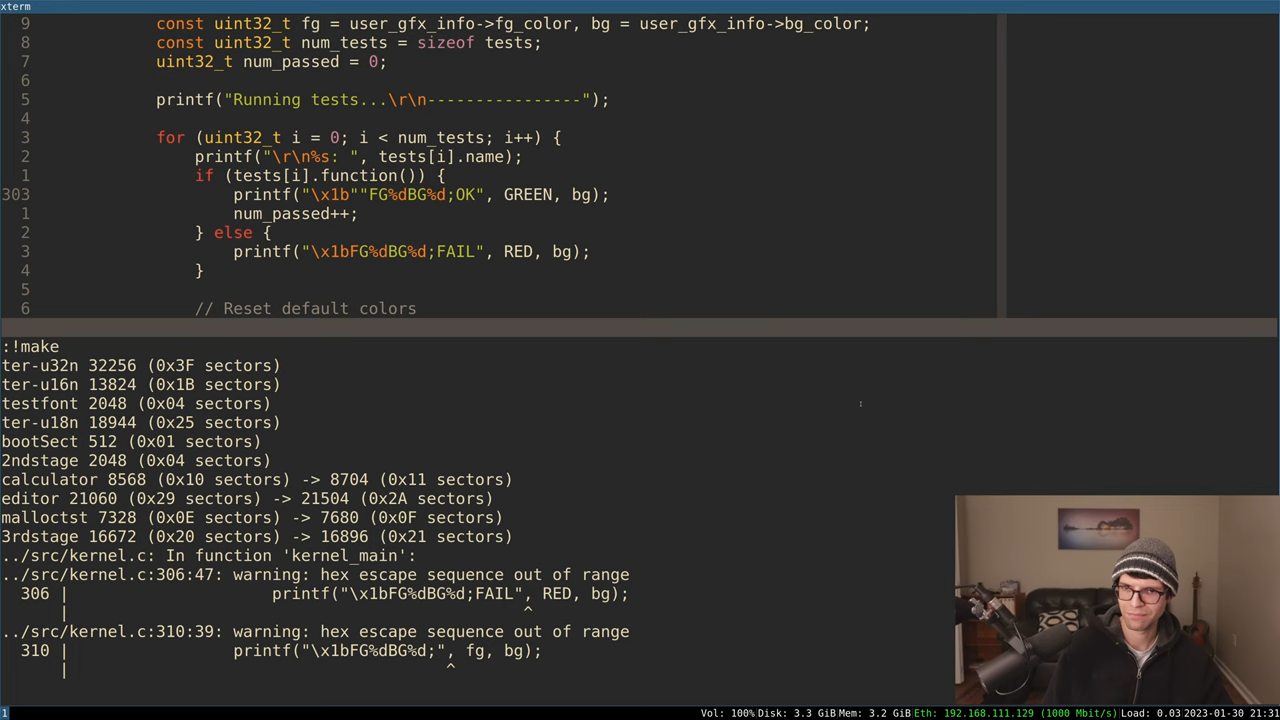 xterm
9 const uint32_t fg = user_gfx_info->fg_color, bg = user_gfx_info->bg_color;
8 const uint32_t num_tests = sizeof tests;
7 uint32_t num_passed = 0;
6
5 printf("Running tests...\r\n----------------");
4
3 for (uint32_t i = 0; i < num_tests; i++) {
2 printf("\r\n%s: ", tests[i].name);
1 if (tests[i].function()) {
303 printf("\x1b""FG%dBG%d;OK", GREEN, bg);
1 num_passed++;
2 } else {
3 printf("\x1bFG%dBG%d;FAIL", RED, bg);
4 }
5
6 // Reset default colors
:!make
ter-u32n 32256 (0x3F sectors)
ter-u16n 13824 (0x1B sectors)
testfont 2048 (0x04 sectors)
ter-u18n 18944 (0x25 sectors)
bootSect 512 (0x01 sectors)
2ndstage 2048 (0x04 sectors)
calculator 8568 (0x10 sectors) -> 8704 (0x11 sectors)
editor 21060 (0x29 sectors) -> 21504 (0x2A sectors)
malloctst 7328 (0x0E sectors) -> 7680 (0x0F sectors)
3rdstage 16672 (0x20 sectors) -> 16896 (0x21 sectors)
../src/kernel.c: In function 'kernel_main':
../src/kernel.c:306:47: warning: hex escape sequence out of range
306 | printf("\x1bFG%dBG%d;FAIL", RED, bg);
| ^
../src/kernel.c:310:39: warning: hex escape sequence out of range
310 | printf("\x1bFG%dBG%d;", fg, bg);
| ^
1 Vol: 100% Disk: 3.3 GiB Mem: 3.2 GiB Eth: 192.168.111.129 (1000 Mbit/s) Load: 0.03 2023-01-30 21:31